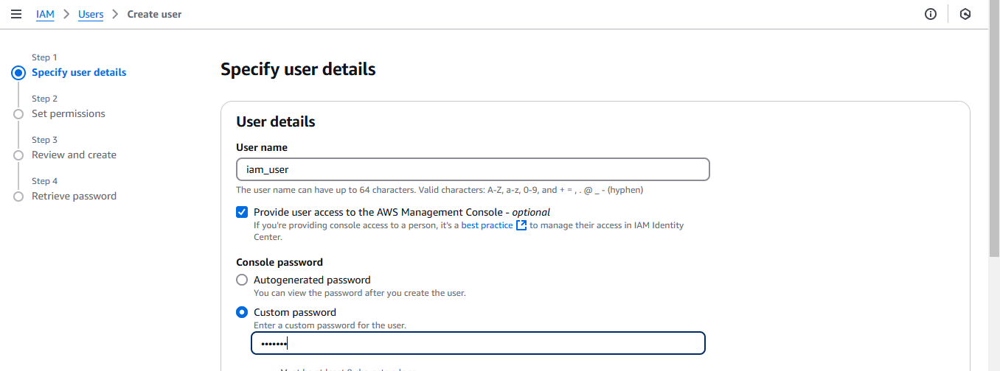 IAM > Users > Create user
Step 1
Specify user details
Step 2
Set permissions
Step 3
Review and create
Step 4
Retrieve password
Specify user details
User details
User name
iam_user
The user name can have up to 64 characters. Valid characters: A-Z, a-z, 0-9, and + = , . @ _ - (hyphen)
Provide user access to the AWS Management Console - optional
If you're providing console access to a person, it's a best practice to manage their access in IAM Identity
Center.
Console password
Autogenerated password
You can view the password after you create the user.
Custom password
Enter a custom password for the user.
•••••••